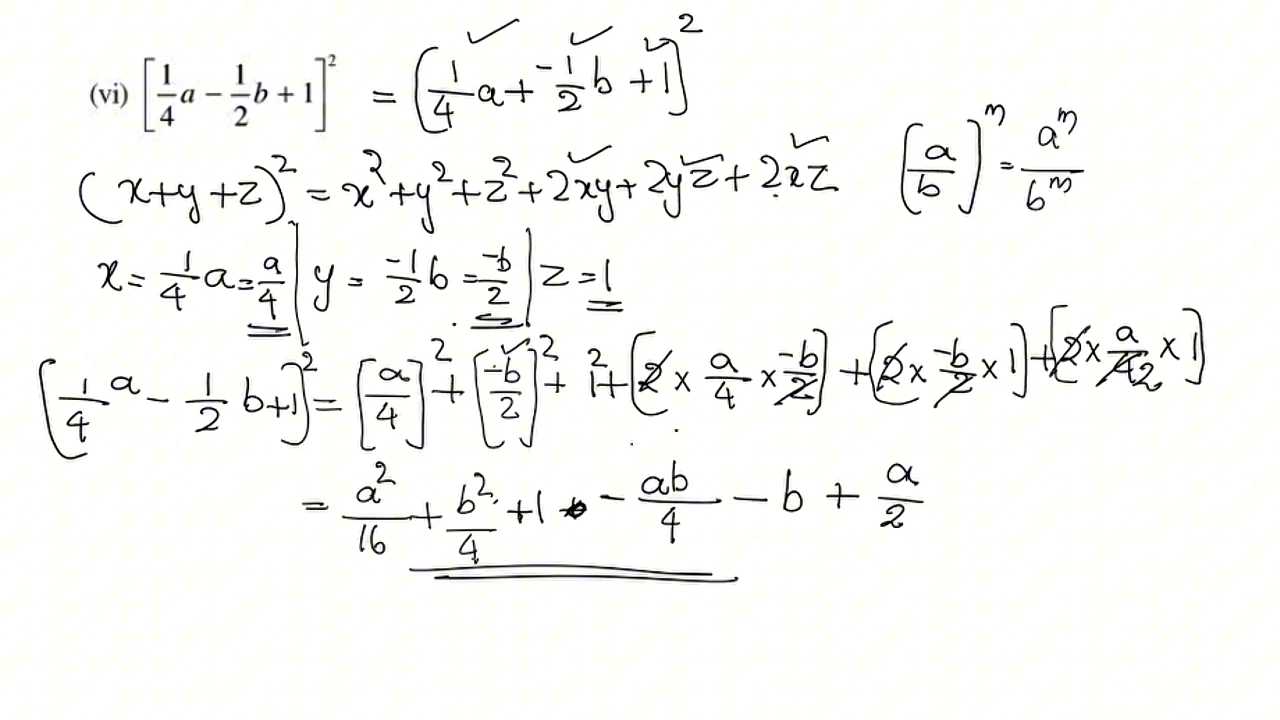 (vi) [1/4 a − 1/2 b + 1]² = [1/4 a + -1/2 b + 1]²
(x+y+z)² = x² + y² + z² + 2xy + 2yz + 2xz
[a/b]^m = a^m/b^m
x = 1/4 a = a/4 | y = -1/2 b = -b/2 | z = 1
[1/4 a − 1/2 b + 1]² = [a/4]² + [-b/2]² + 1² + [2 × a/4 × -b/2] + [2 × -b/2 × 1] + [2 × a/4 2 × 1]
= a²/16 + b²/4 + 1 − ab/4 − b + a/2